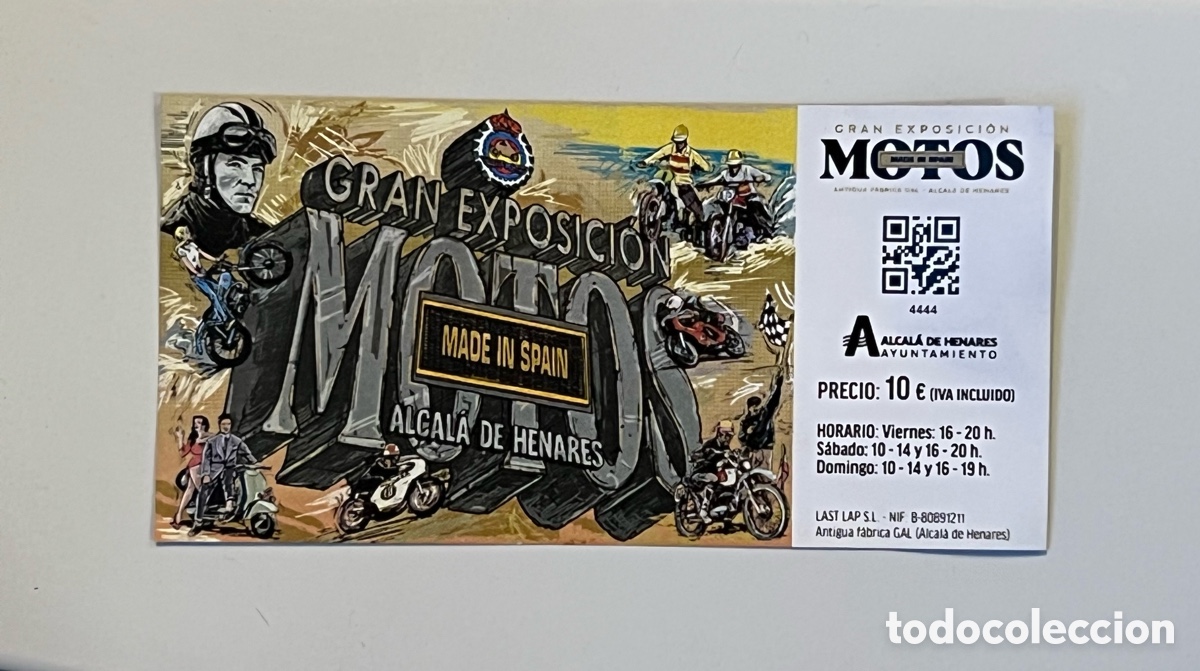 GRAN EXPOSICIÓN
MOTOS
MADE IN SPAIN
ALCALÁ DE HENARES
GRAN EXPOSICIÓN
MOTOS
MADE IN SPAIN
ANTIGUA FÁBRICA GAL - ALCALÁ DE HENARES
4444
ALCALÁ DE HENARES
AYUNTAMIENTO
PRECIO: 10 € (IVA INCLUIDO)
HORARIO: Viernes: 16 - 20 h.
Sábado: 10 - 14 y 16 - 20 h.
Domingo: 10 - 14 y 16 - 19 h.
LAST LAP S.L. - NIF: B-80891211
Antigua fábrica GAL (Alcalá de Henares)
todocoleccion